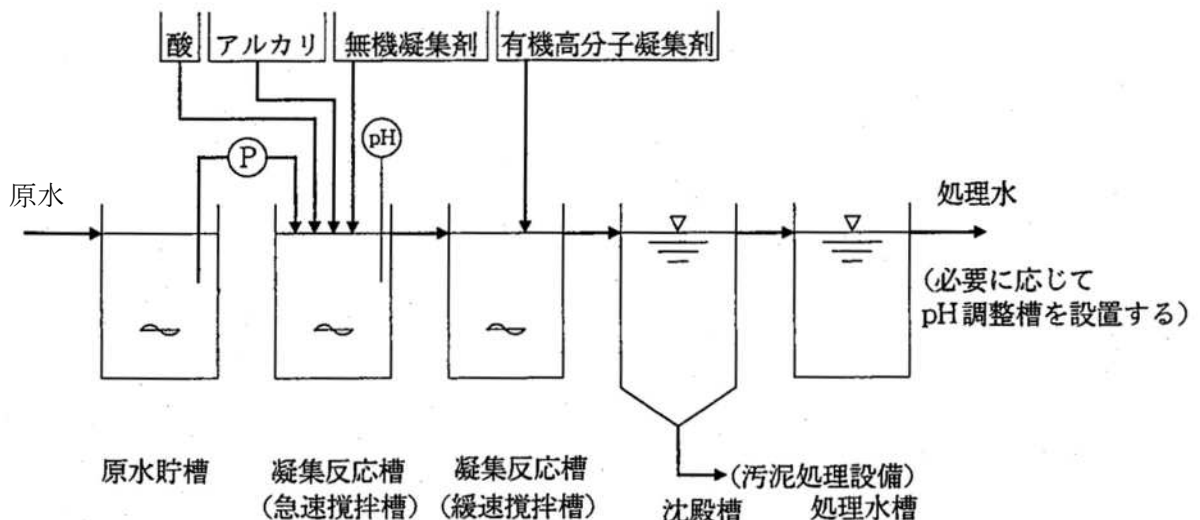 酸
アルカリ
無機凝集剤
有機高分子凝集剤
pH
P
原水
処理水
(必要に応じて
pH調整槽を設置する)
原水貯槽
凝集反応槽
(急速撹拌槽)
凝集反応槽
(緩速撹拌槽)
(汚泥処理設備)
沈殿槽
処理水槽